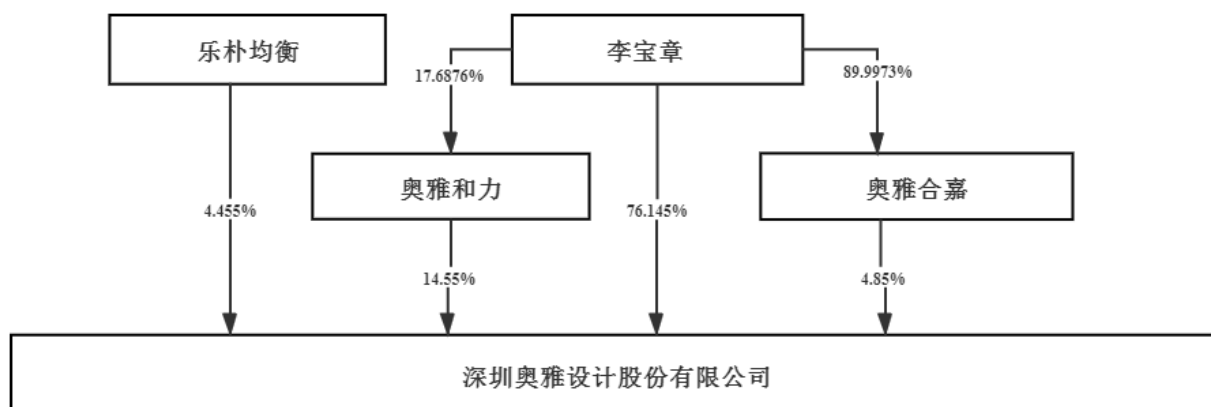 乐朴均衡
李宝章
17.6876%
89.9973%
奥雅和力
奥雅合嘉
4.455%
76.145%
14.55%
4.85%
深圳奥雅设计股份有限公司